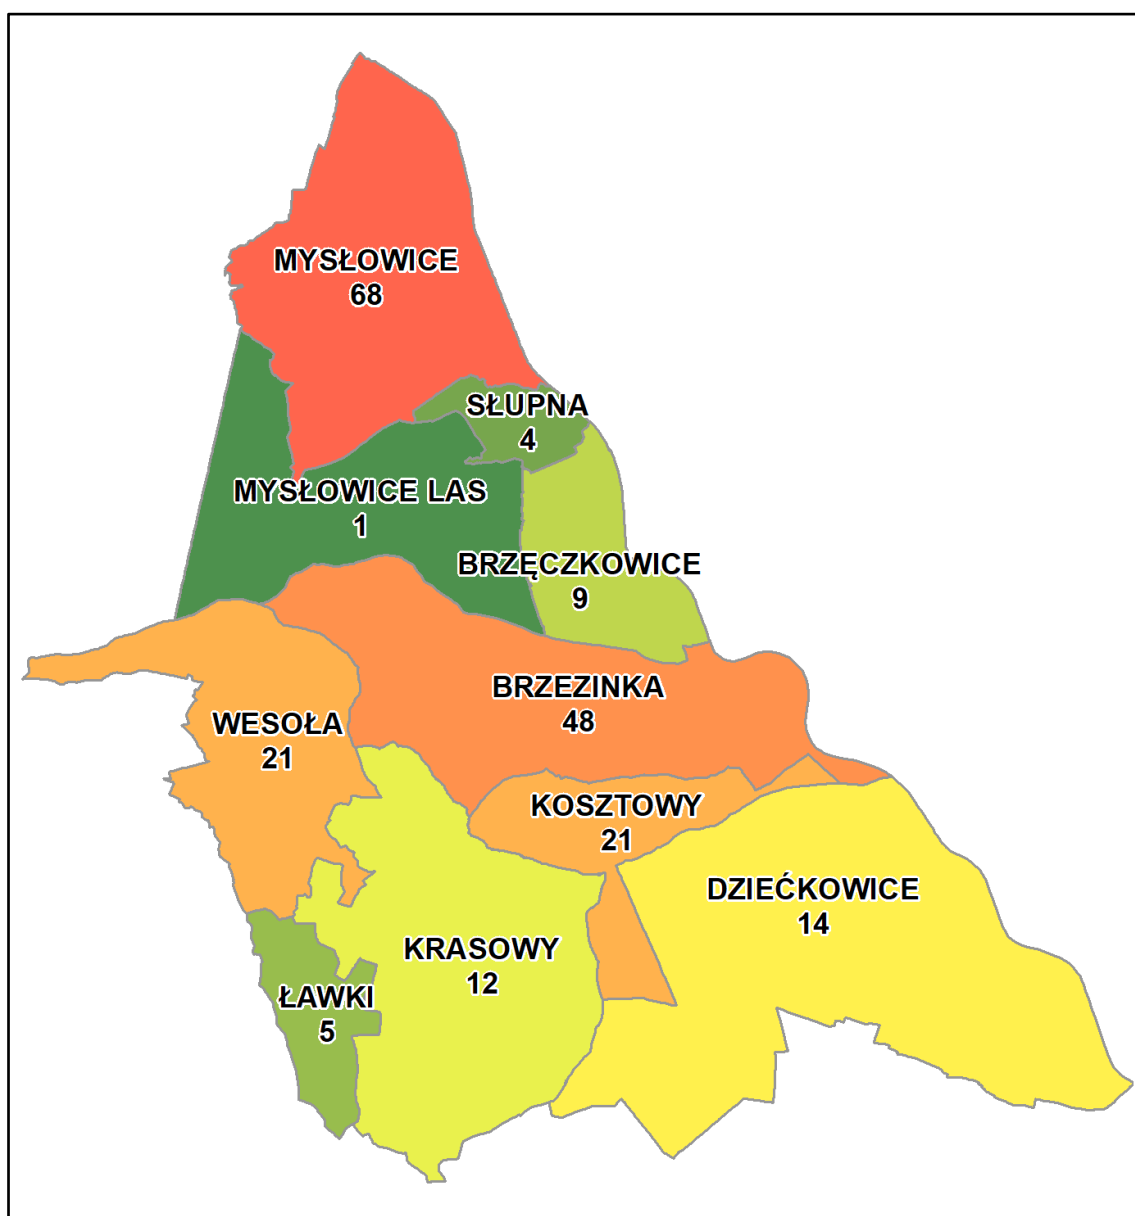 MYSŁOWICE
68
SŁUPNA
4
MYSŁOWICE LAS
1
BRZĘCZKOWICE
9
BRZEZINKA
48
WESOŁA
21
KOSZTOWY
21
DZIEĆKOWICE
14
KRASOWY
12
ŁAWKI
5